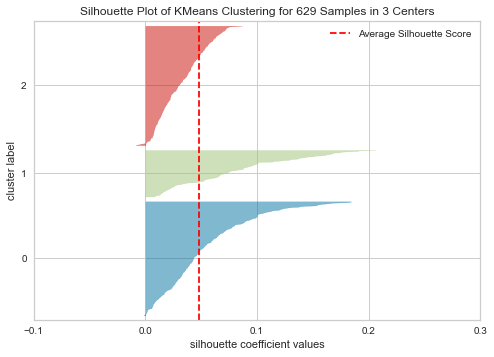 Silhouette Plot of KMeans Clustering for 629 Samples in 3 Centers
Average Silhouette Score
cluster label
2
1
0
-0.1 0.0 0.1 0.2 0.3
silhouette coefficient values